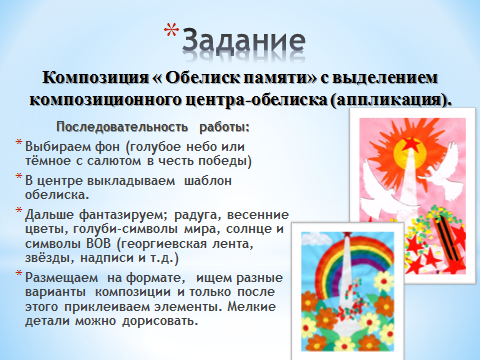 *Задание
Композиция « Обелиск памяти» с выделением
композиционного центра-обелиска (аппликация).
Последовательность работы:
* Выбираем фон (голубое небо или
тёмное с салютом в честь победы)
* В центре выкладываем шаблон
обелиска.
* Дальше фантазируем; радуга, весенние
цветы, голуби-символы мира, солнце и
символы ВОВ (георгиевская лента,
звёзды, надписи и т.д.)
* Размещаем на формате, ищем разные
варианты композиции и только после
этого приклеиваем элементы. Мелкие
детали можно дорисовать.